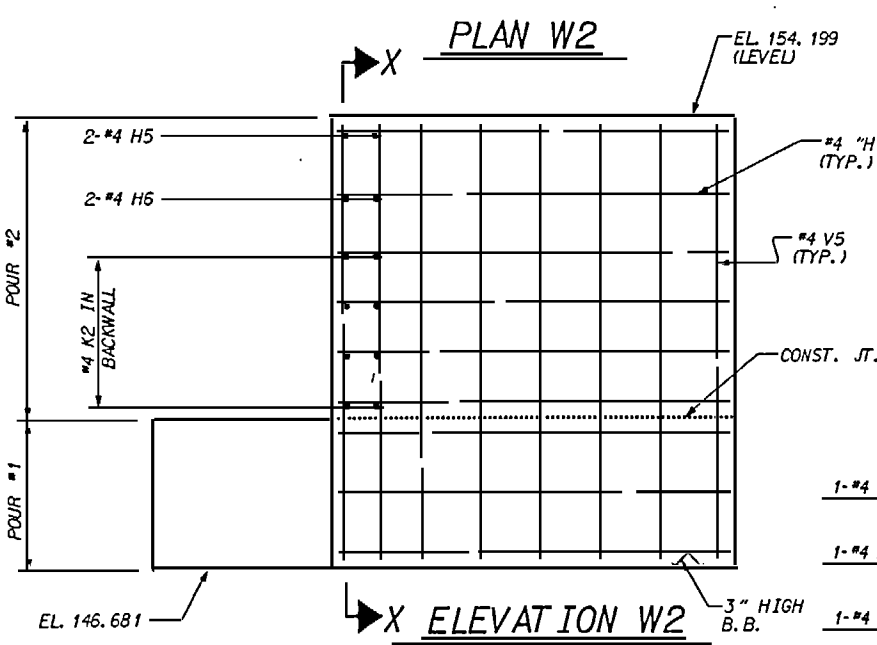 PLAN W2
X
EL. 154.199
(LEVEL)
2-#4 H5
#4 "H
(TYP.)
2-#4 H6
POUR #2
#4 V5
(TYP.)
#4 K2 IN
BACKWALL
CONST. JT.
POUR #1
1-#4
1-#4
EL. 146.681
X
ELEVATION W2
3" HIGH
B.B.
1-#4